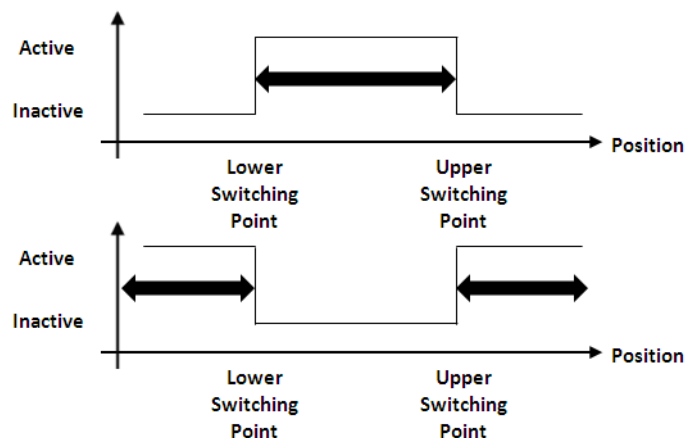 Active
Inactive
Position
Lower
Switching
Point
Upper
Switching
Point
Active
Inactive
Position
Lower
Switching
Point
Upper
Switching
Point